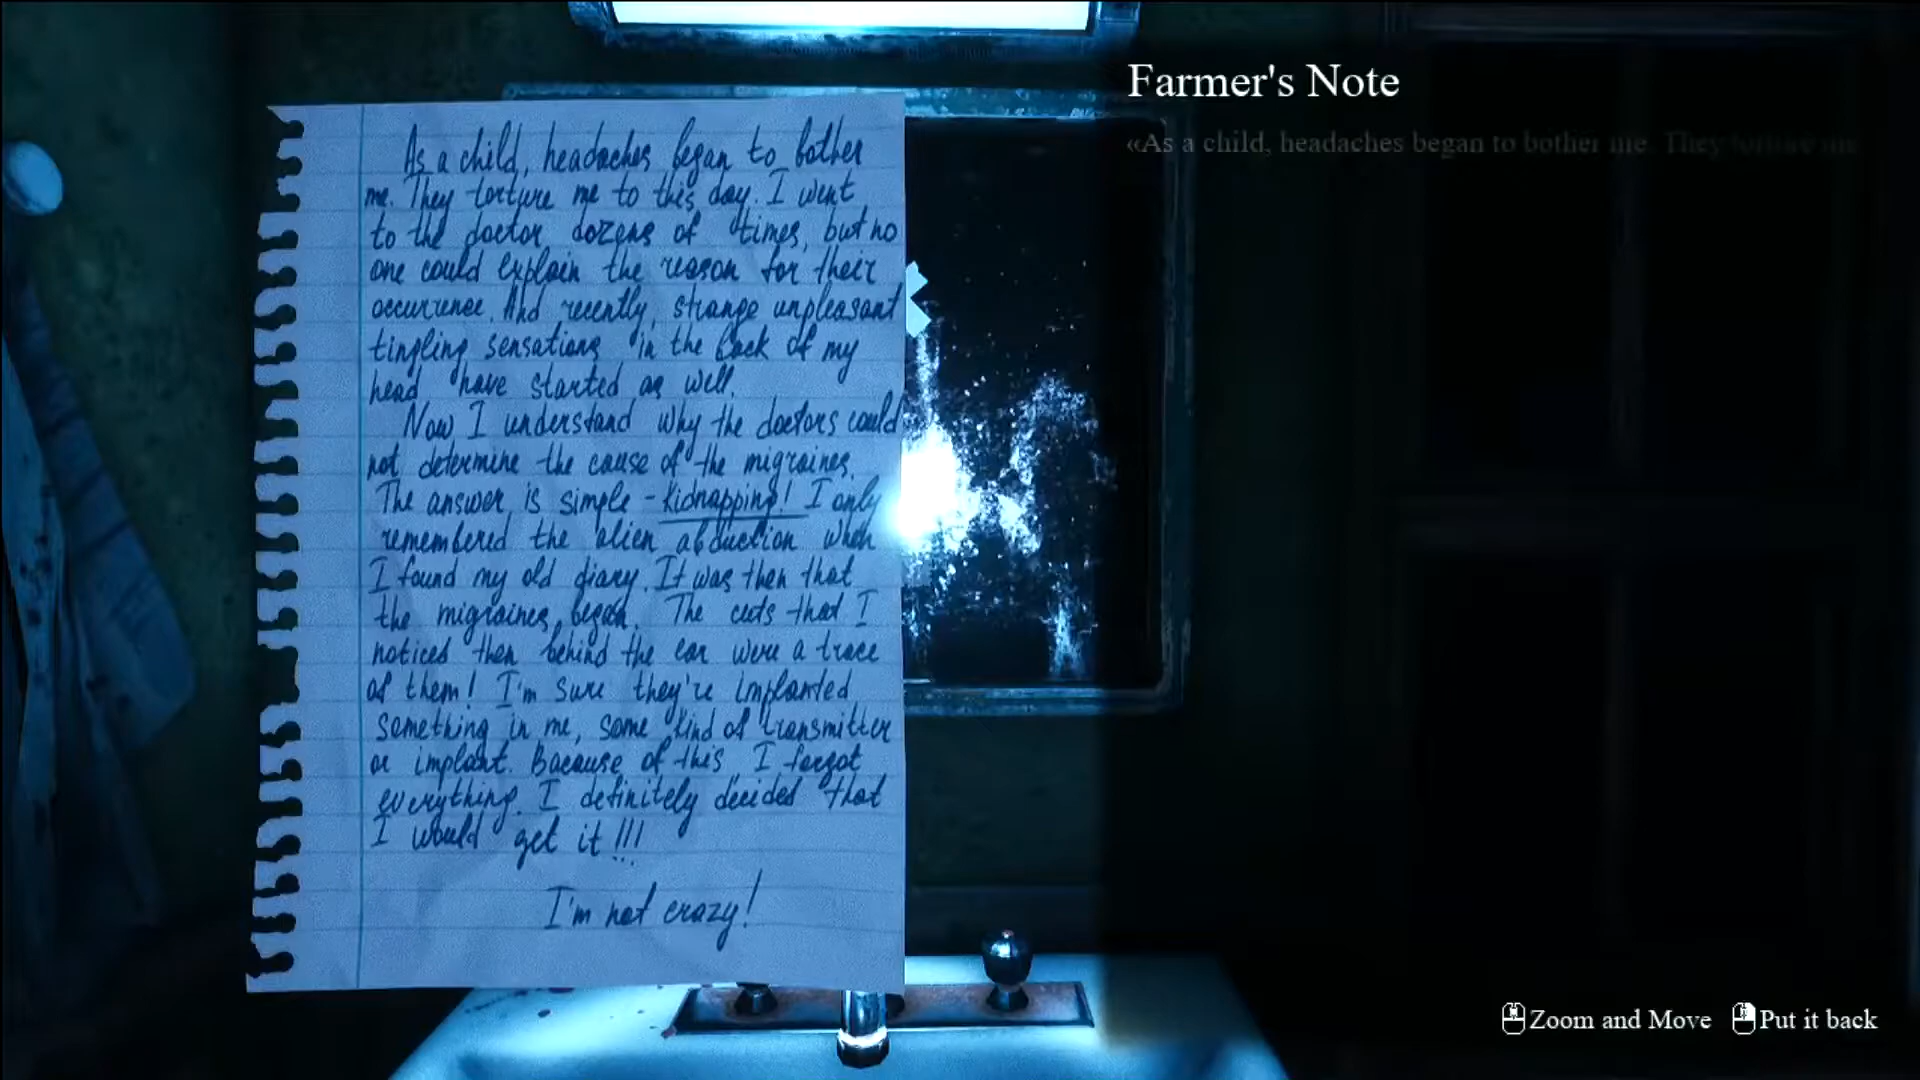 As a child, headaches began to bother
me. They torture me to this day. I went
to the doctor dozens of times, but no
one could explain the reason for their
occurrence. And recently, strange unpleasant
tingling sensations in the back of my
head have started as well.
Now I understand why the doctors could
not determine the cause of the migraines.
The answer is simple - kidnapping! I only
remembered the alien abduction when
I found my old diary. It was then that
the migraines began. The cuts that I
noticed then behind the ear were a trace
of them! I'm sure they're implanted
something in me, some kind of transmitter
or implant. Bacause of this I forgot
everything. I definitely decided that
I would get it!!!
I'm not crazy!
Farmer's Note
«As a child, headaches began to bother me. They torture me
Zoom and Move
Put it back